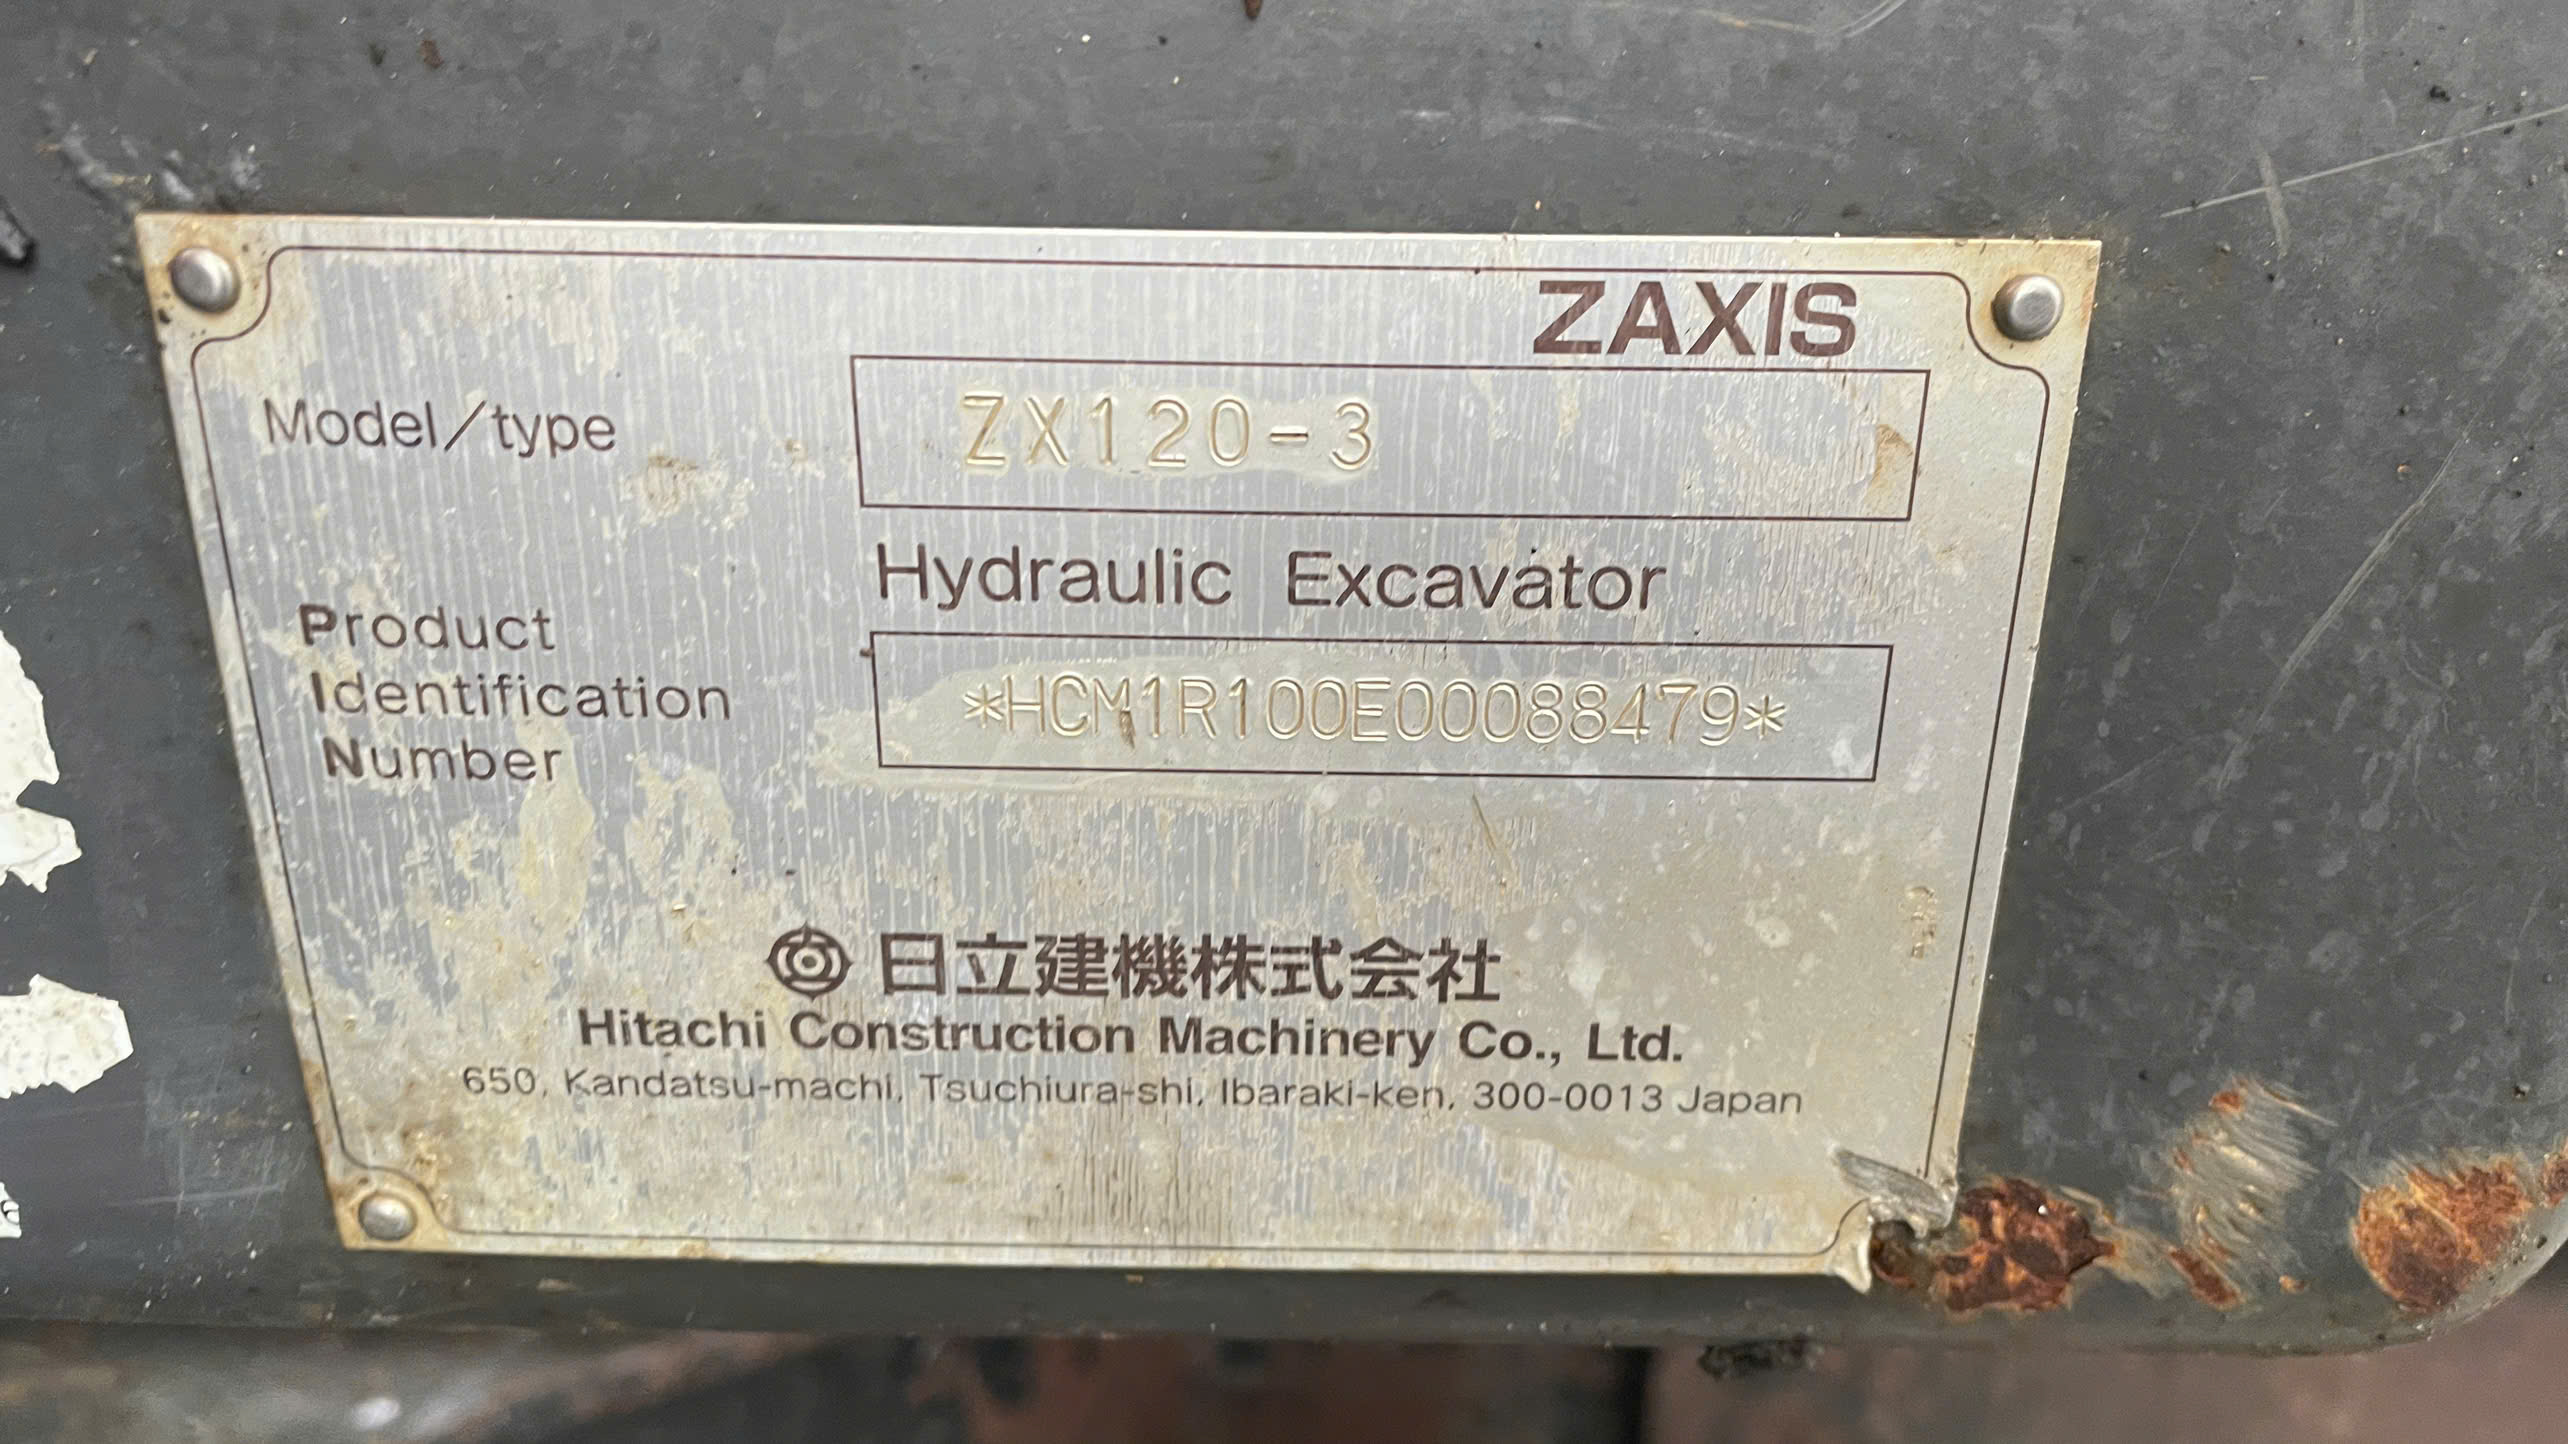 ZAXIS
Model/type ZX120-3
Hydraulic Excavator
Product
Identification
Number
*HCM1R100E00088479*
日立建機株式会社
Hitachi Construction Machinery Co., Ltd.
650, Kandatsu-machi, Tsuchiura-shi, Ibaraki-ken, 300-0013 Japan